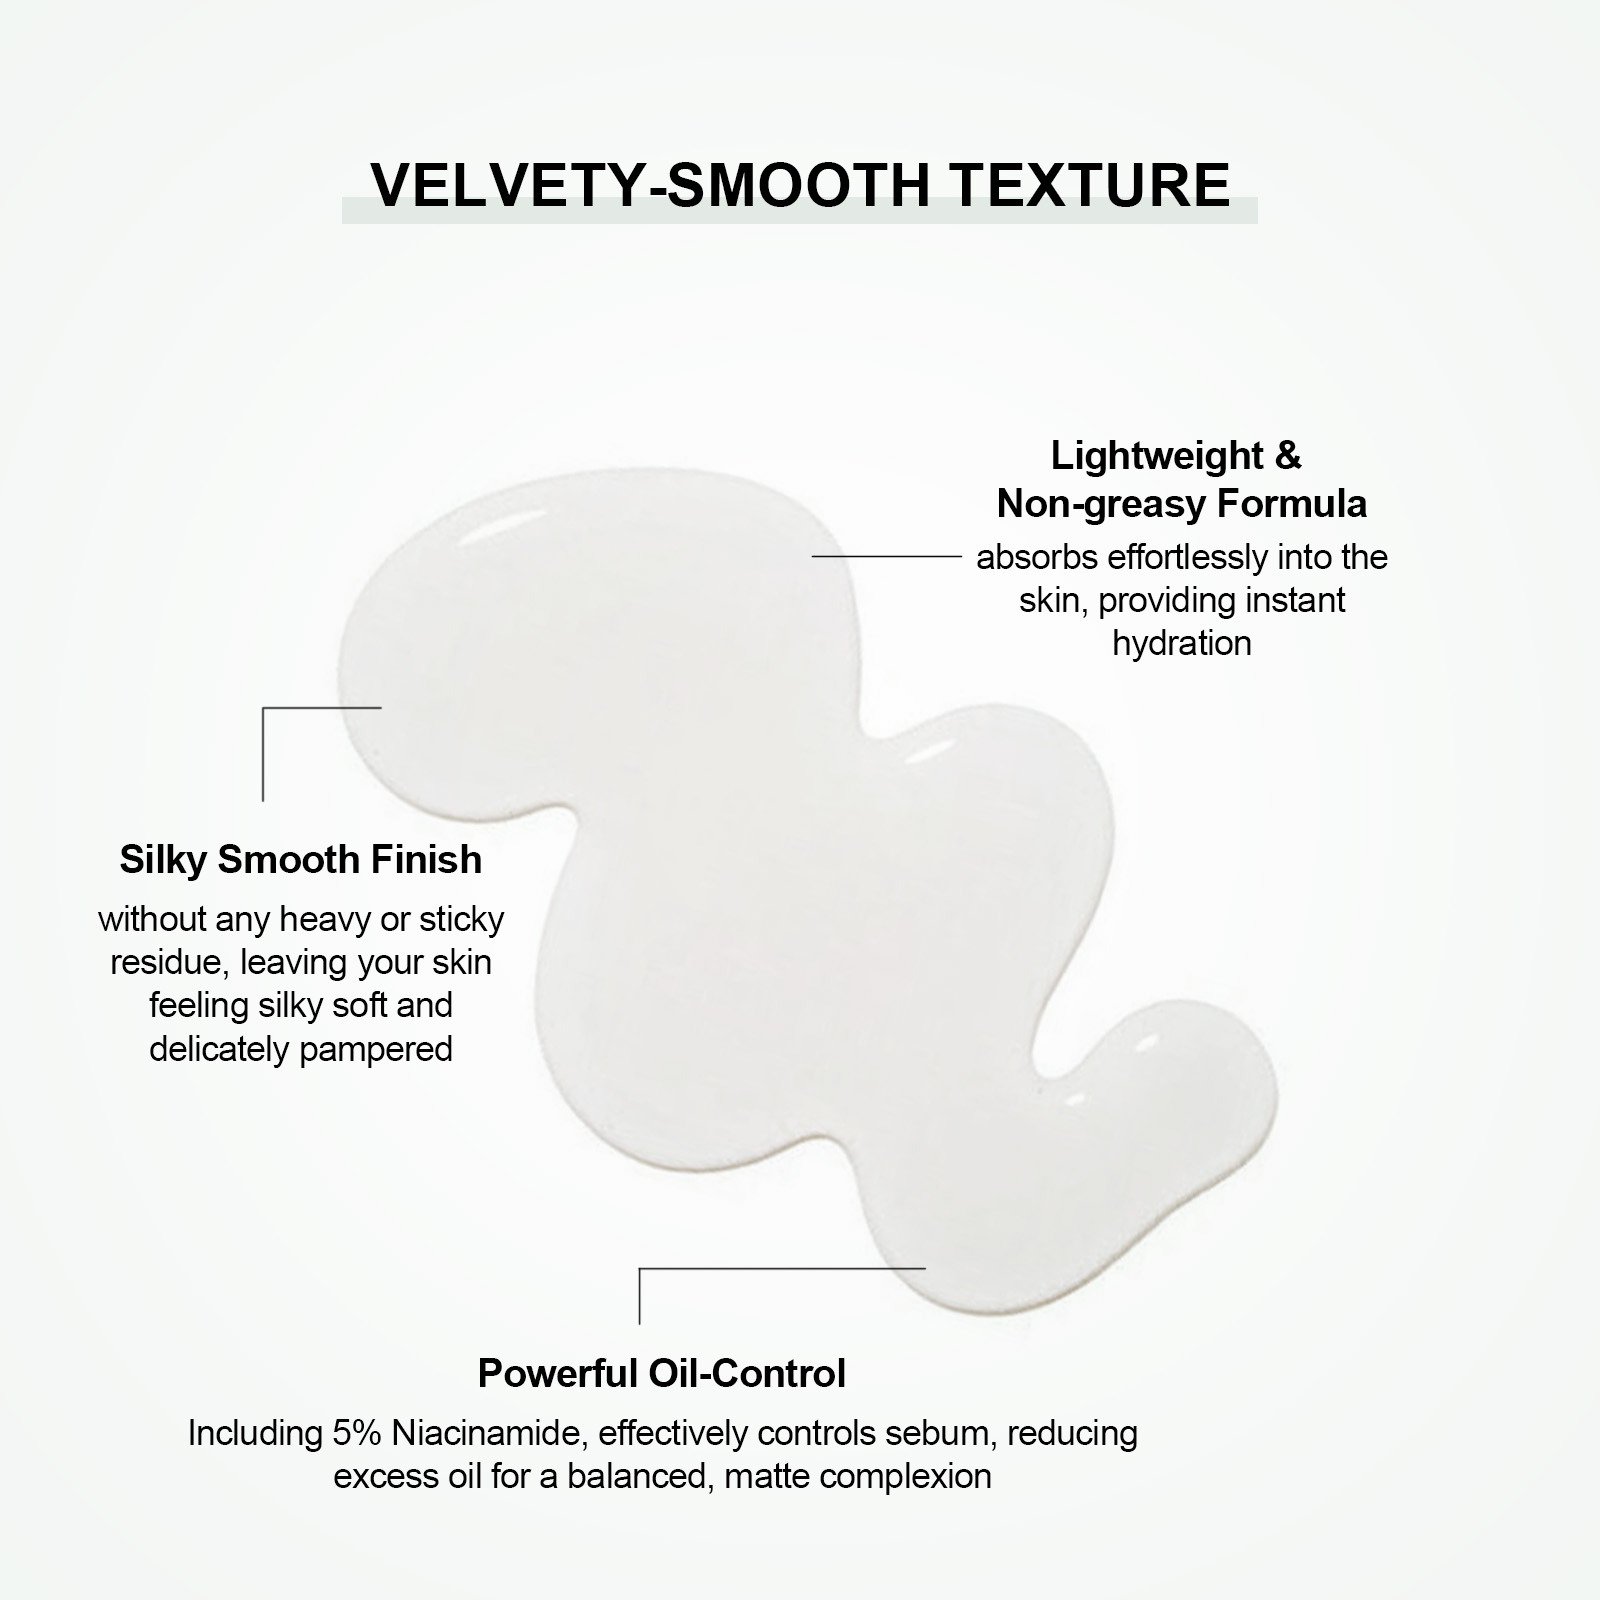 VELVETY-SMOOTH TEXTURE
Lightweight &
Non-greasy Formula
absorbs effortlessly into the
skin, providing instant
hydration
Silky Smooth Finish
without any heavy or sticky
residue, leaving your skin
feeling silky soft and
delicately pampered
Powerful Oil-Control
Including 5% Niacinamide, effectively controls sebum, reducing
excess oil for a balanced, matte complexion